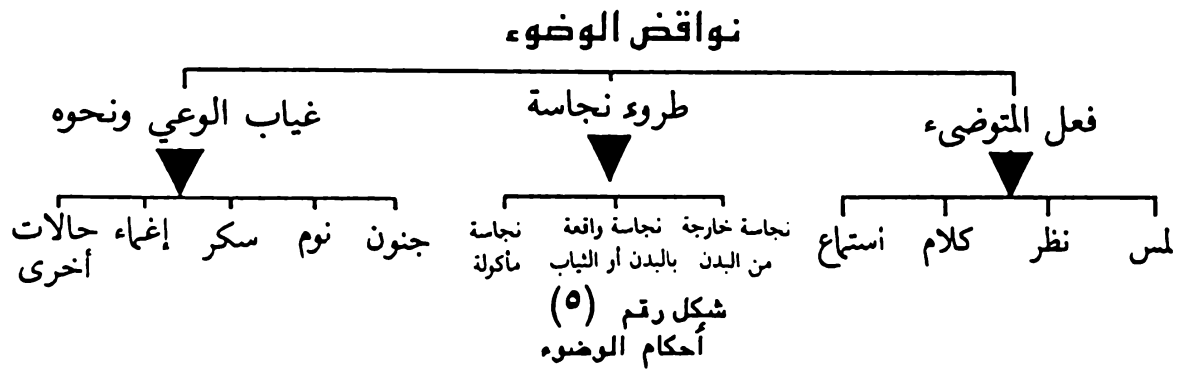 نواقض الوضوء
فعل المتوضىء
طروء نجاسة
غياب الوعي ونحوه
لمس
نظر
كلام
استماع
نجاسة خارجة
من البدن
نجاسة واقعة
بالبدن أو الثياب
نجاسة
مأكولة
جنون
نوم
سكر
إغماء
حالات
أخرى
شكل رقم (٥)
أحكام الوضوء